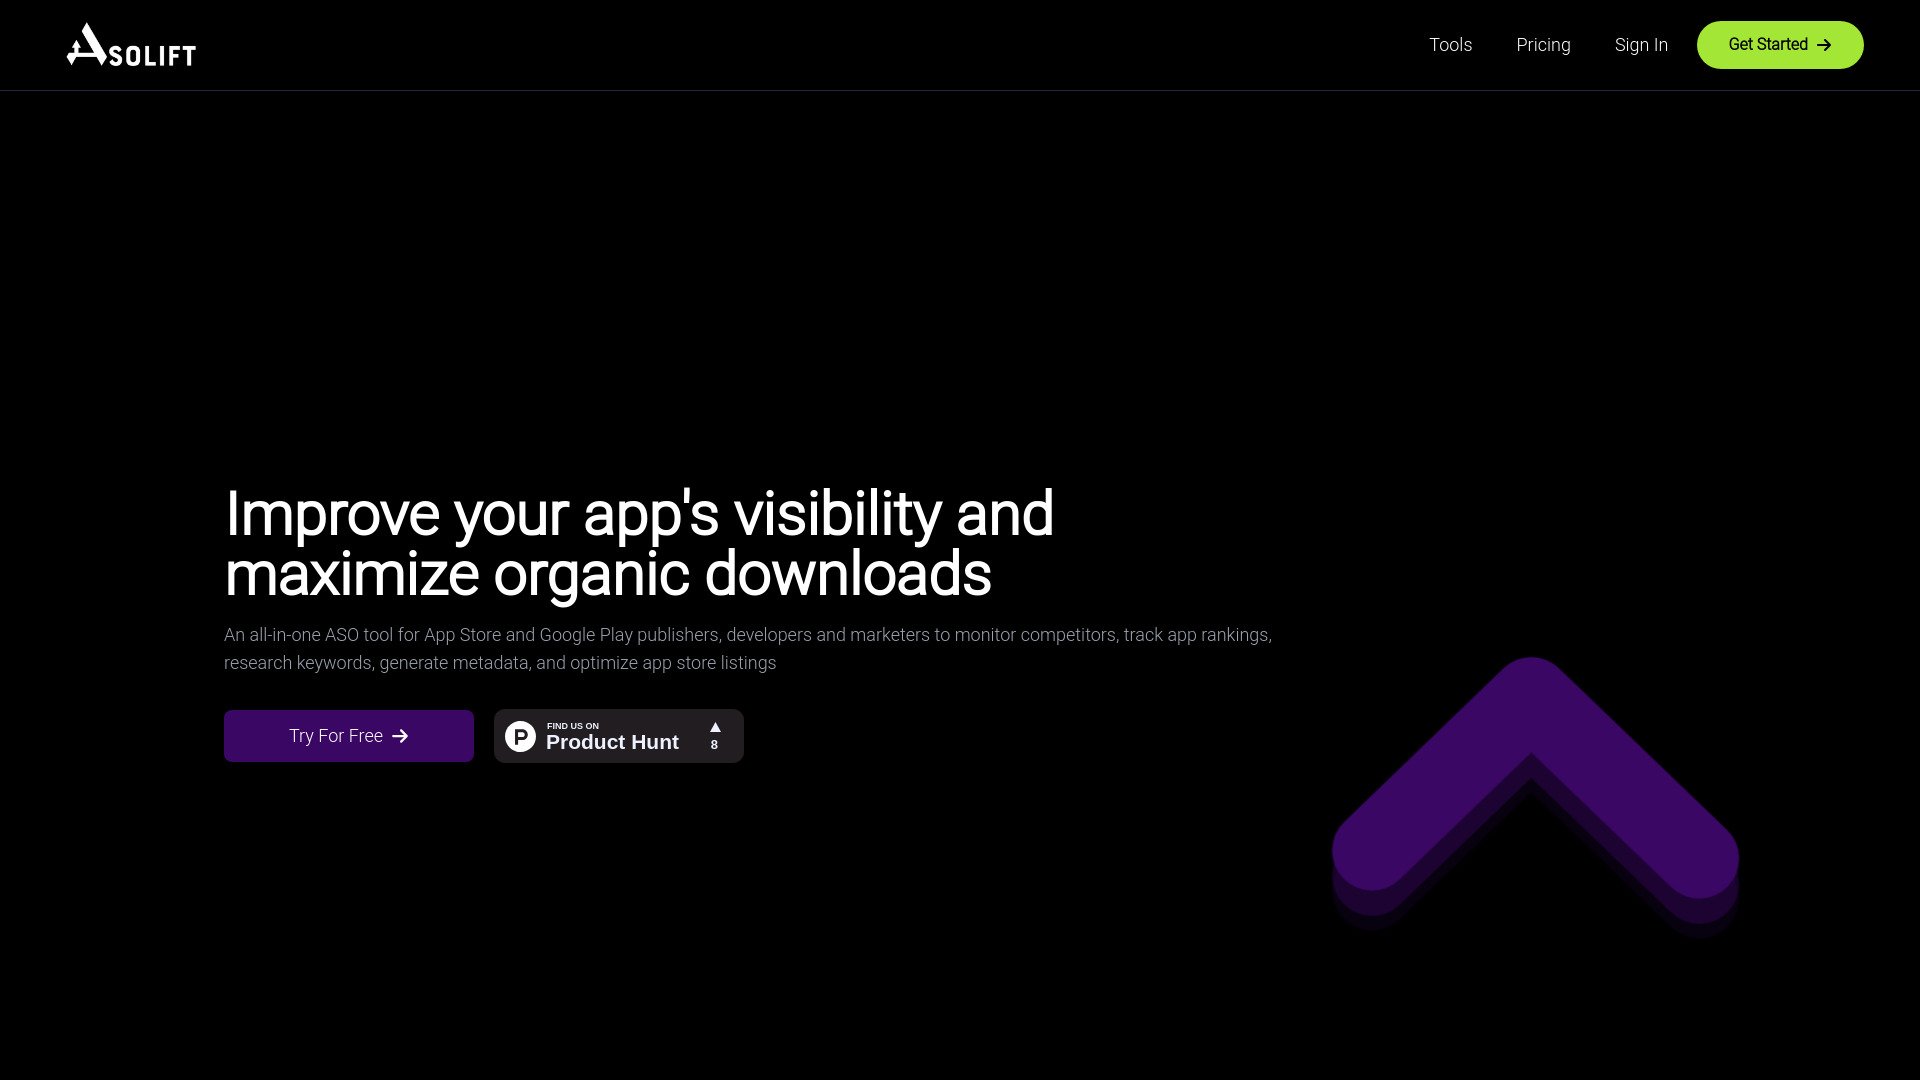 ASOLIFT
Tools
Pricing
Sign In
Get Started
Improve your app's visibility and
maximize organic downloads
An all-in-one ASO tool for App Store and Google Play publishers, developers and marketers to monitor competitors, track app rankings,
research keywords, generate metadata, and optimize app store listings
Try For Free
P
FIND US ON
Product Hunt
8